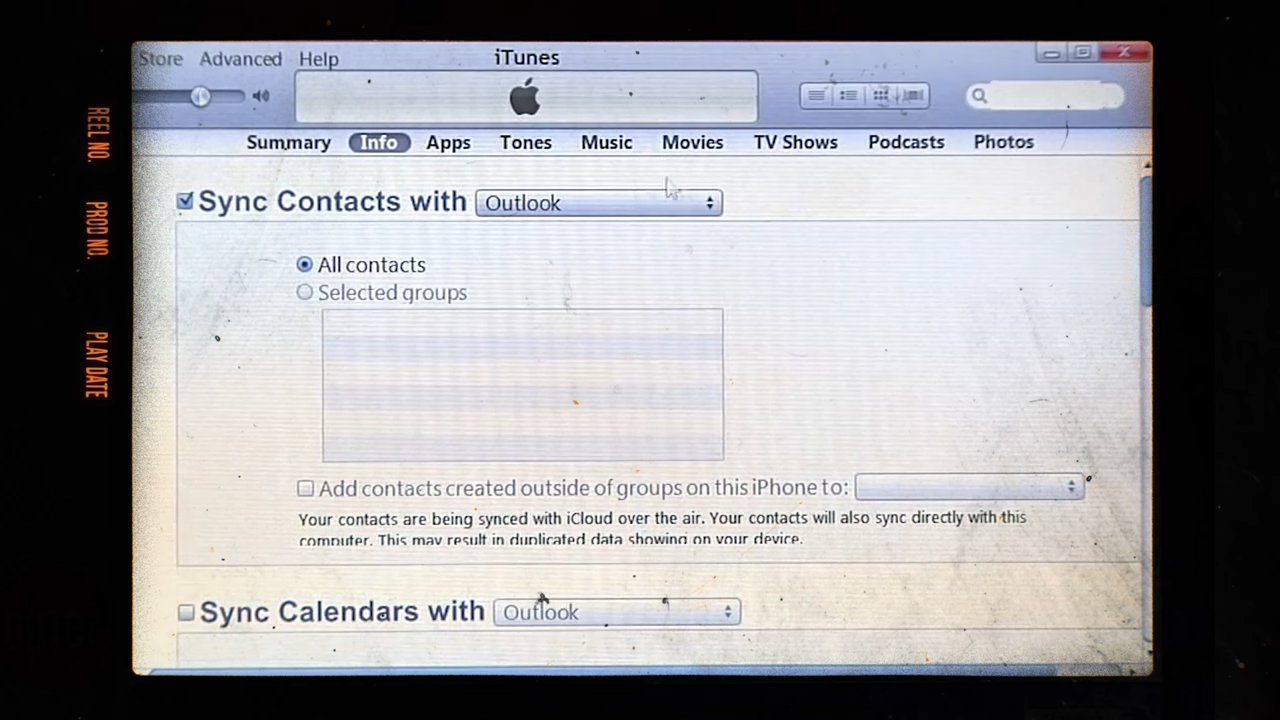 Store Advanced Help iTunes
Summary Info Apps Tones Music Movies TV Shows Podcasts Photos
Sync Contacts with Outlook
All contacts
Selected groups
Add contacts created outside of groups on this iPhone to:
Your contacts are being synced with iCloud over the air. Your contacts will also sync directly with this
computer. This may result in duplicated data showing on your device.
Sync Calendars with Outlook
REEL NO.
PROD NO.
PLAY DATE